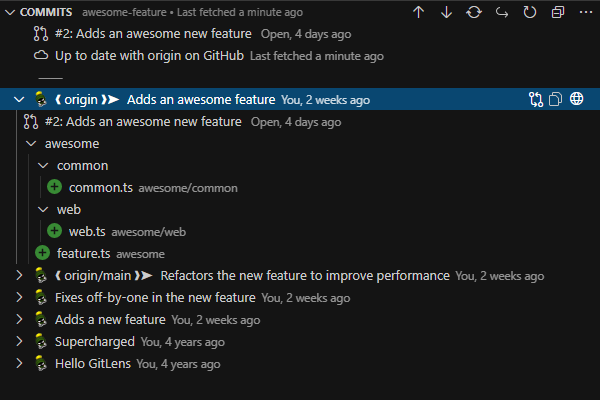 COMMITS awesome-feature • Last fetched a minute ago
#2: Adds an awesome new feature Open, 4 days ago
Up to date with origin on GitHub Last fetched a minute ago
❰ origin ❱➤ Adds an awesome feature You, 2 weeks ago
#2: Adds an awesome new feature Open, 4 days ago
awesome
common
common.ts awesome/common
web
web.ts awesome/web
feature.ts awesome
❰ origin/main ❱➤ Refactors the new feature to improve performance You, 2 weeks ago
Fixes off-by-one in the new feature You, 2 weeks ago
Adds a new feature You, 2 weeks ago
Supercharged You, 4 years ago
Hello GitLens You, 4 years ago